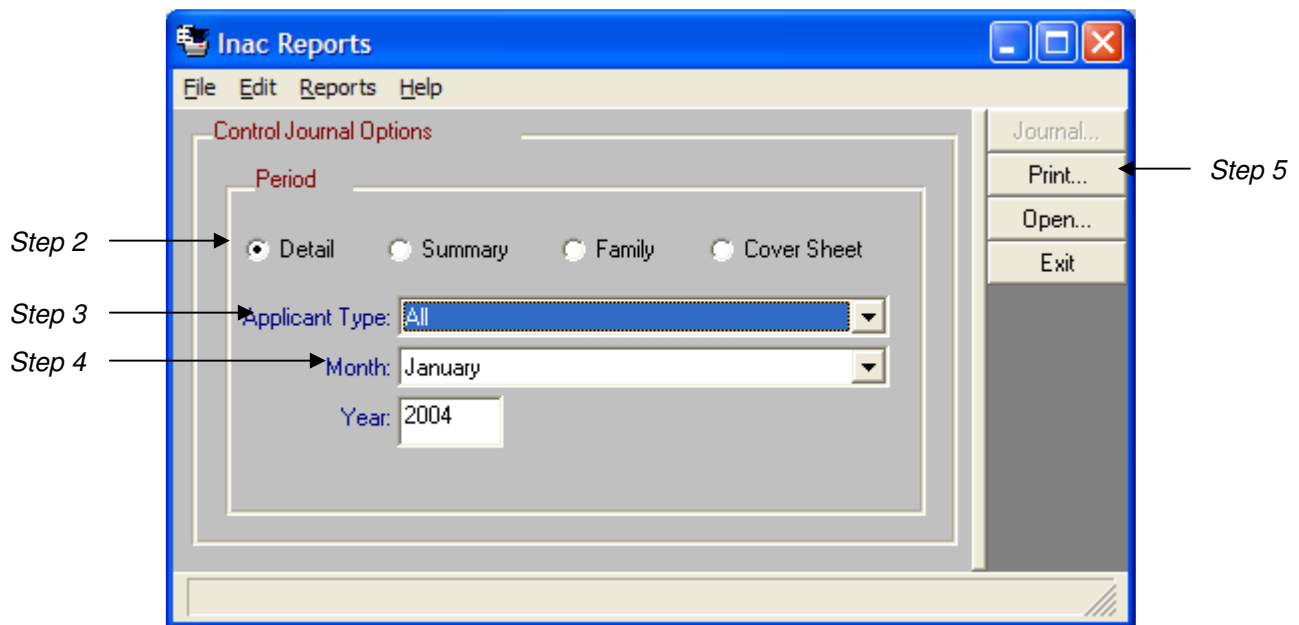 Inac Reports
File Edit Reports Help
Control Journal Options
Journal...
Period
Print...
Step 5
Open...
Step 2
Detail
Summary
Family
Cover Sheet
Exit
Step 3
Applicant Type: All
Step 4
Month: January
Year: 2004